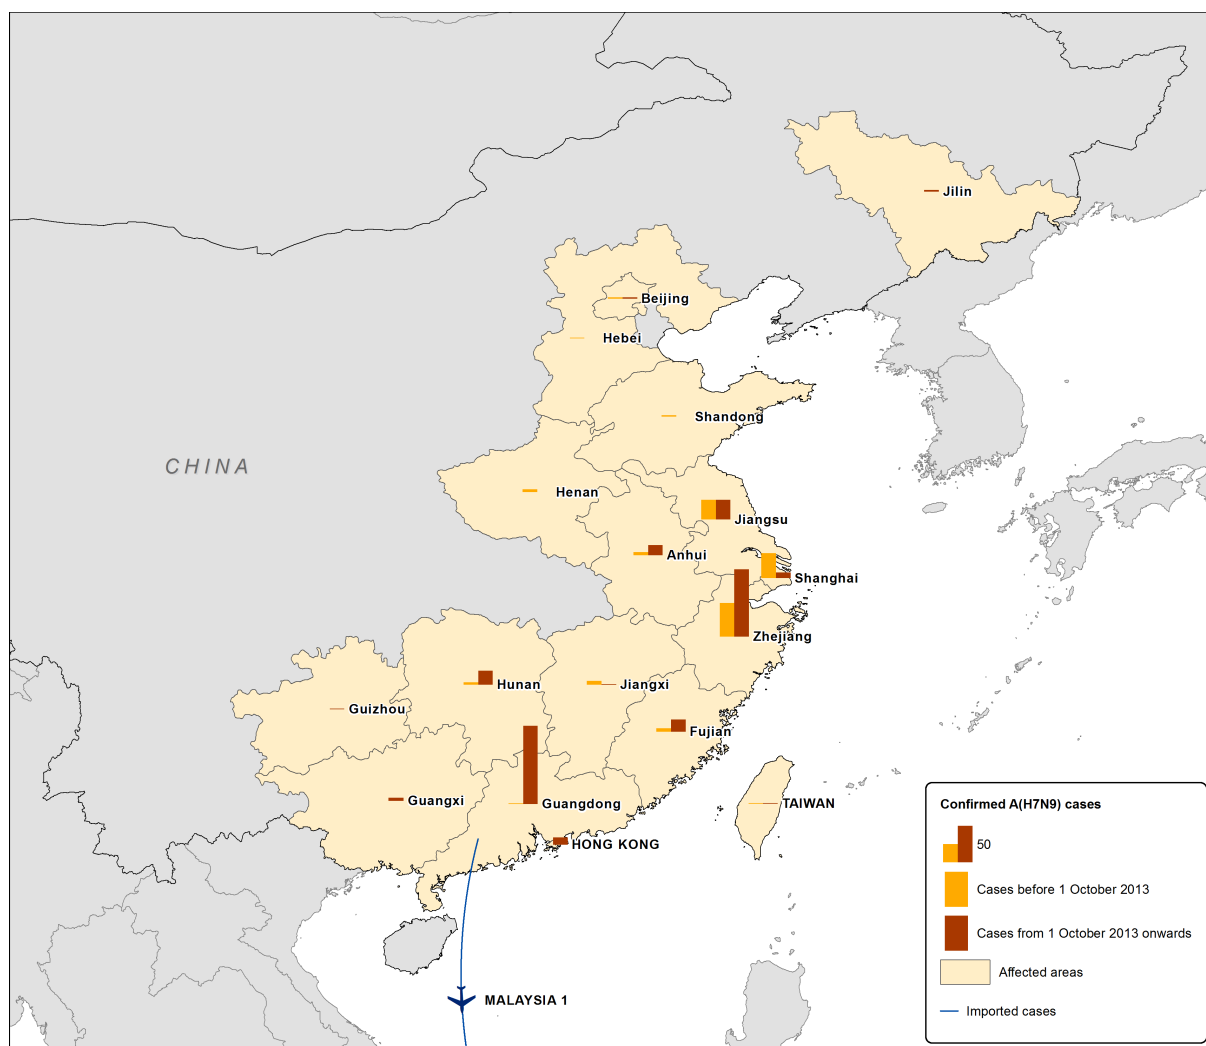 Jilin
Beijing
Hebei
Shandong
CHINA
Henan
Jiangsu
Anhui
Shanghai
Zhejiang
Hunan
Jiangxi
Guizhou
Fujian
Guangxi
Guangdong
TAIWAN
HONG KONG
MALAYSIA 1
Confirmed A(H7N9) cases
50
Cases before 1 October 2013
Cases from 1 October 2013 onwards
Affected areas
Imported cases